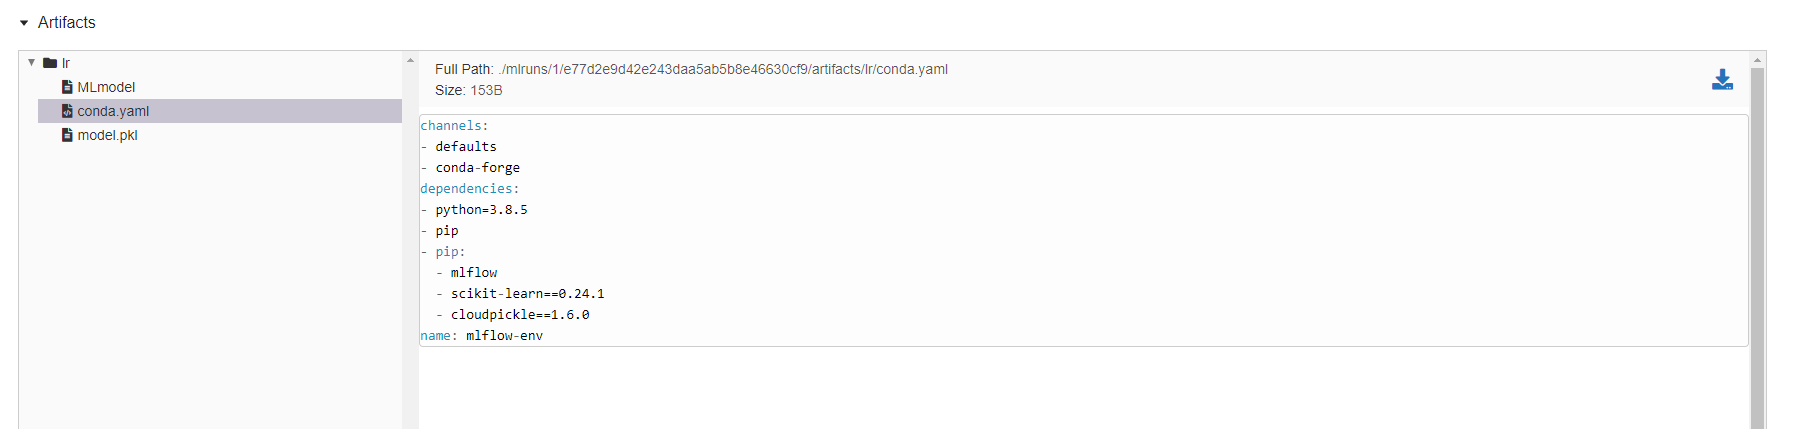 Artifacts
lr
MLmodel
conda.yaml
model.pkl
Full Path: ./mlruns/1/e77d2e9d42e243daa5ab5b8e46630cf9/artifacts/lr/conda.yaml
Size: 153B
channels:
- defaults
- conda-forge
dependencies:
- python=3.8.5
- pip
- pip:
  - mlflow
  - scikit-learn==0.24.1
  - cloudpickle==1.6.0
name: mlflow-env